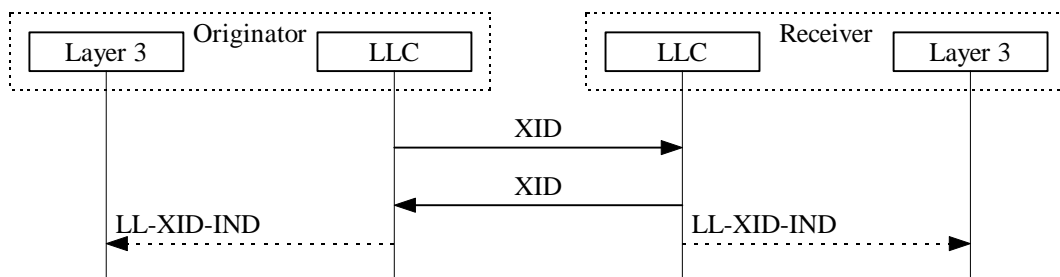 Originator
Receiver
Layer 3
LLC
LLC
Layer 3
XID
XID
LL-XID-IND
LL-XID-IND